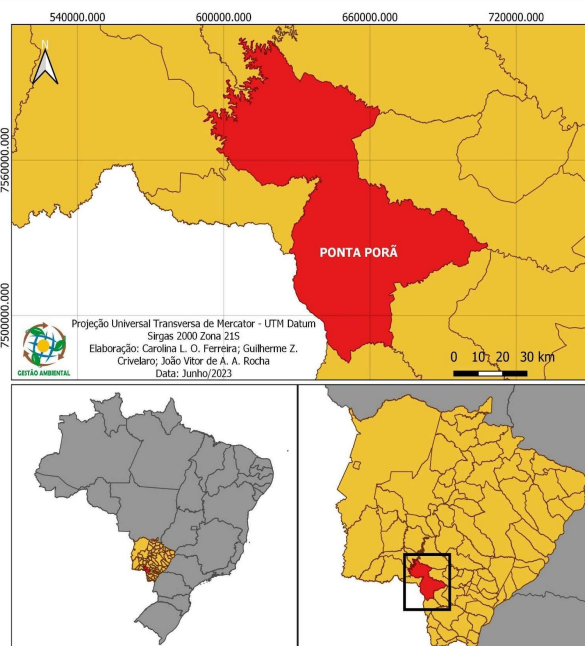 540000.000 600000.000 660000.000 720000.000
N
7560000.000
7500000.000
PONTA PORÃ
Projeção Universal Transversa de Mercator - UTM Datum
Sirgas 2000 Zona 21S
Elaboração: Carolina L. O. Ferreira; Guilherme Z.
Crivelaro; João Vitor de A. A. Rocha
Data: Junho/2023
GESTÃO AMBIENTAL
0 10 20 30 km